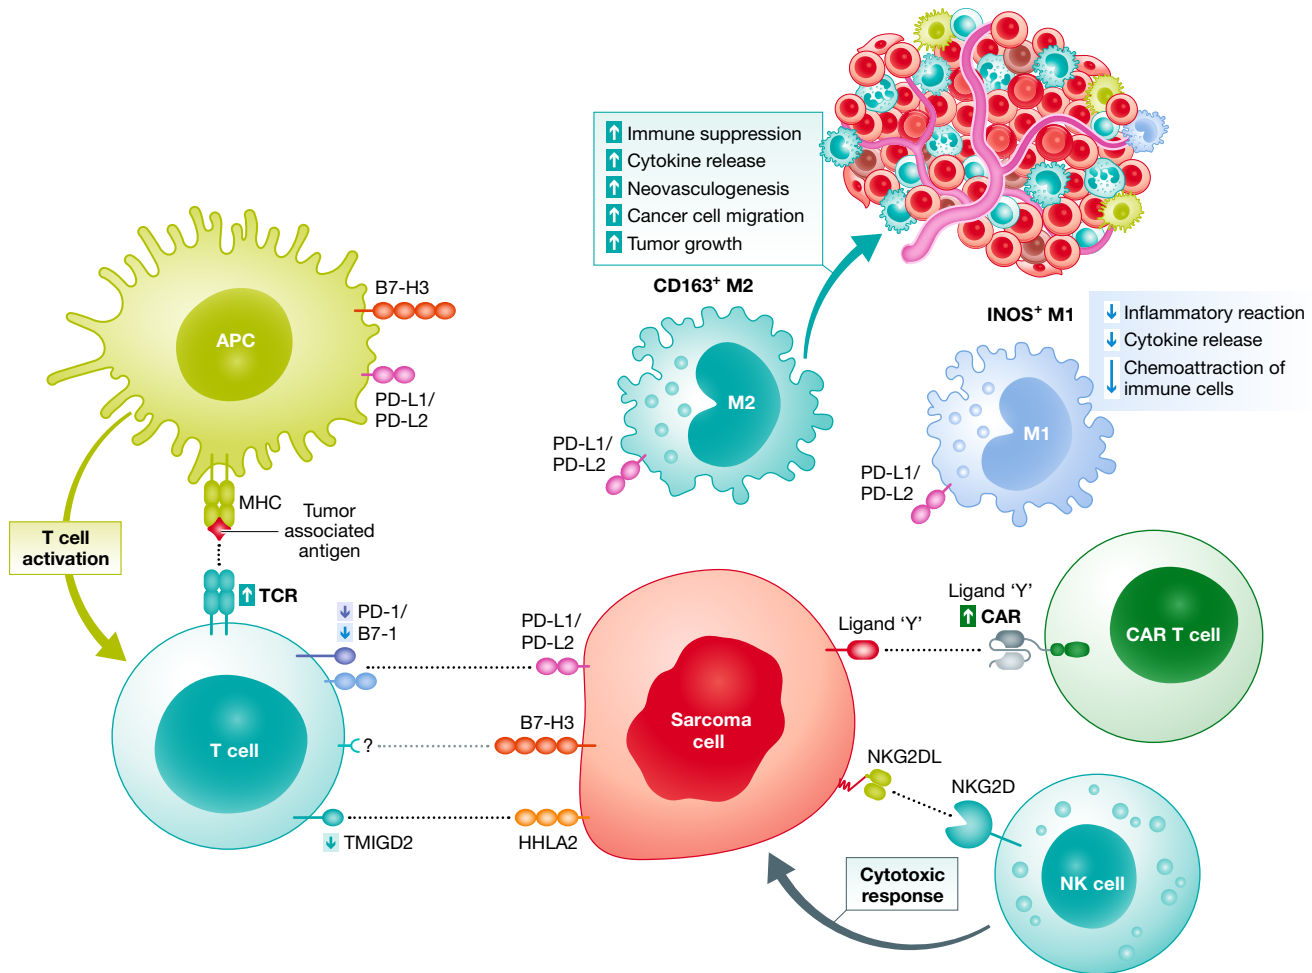 Immune suppression
Cytokine release
Neovasculogenesis
Cancer cell migration
Tumor growth
CD163⁺ M2
M2
PD-L1/
PD-L2
INOS⁺ M1
Inflammatory reaction
Cytokine release
Chemoattraction of
immune cells
M1
PD-L1/
PD-L2
B7-H3
APC
PD-L1/
PD-L2
MHC
Tumor
associated
antigen
T cell
activation
TCR
PD-1/
B7-1
T cell
?
TMIGD2
PD-L1/
PD-L2
B7-H3
HHLA2
Sarcoma
cell
Ligand ‘Y’
Ligand ‘Y’
CAR
CAR T cell
NKG2DL
NKG2D
NK cell
Cytotoxic
response